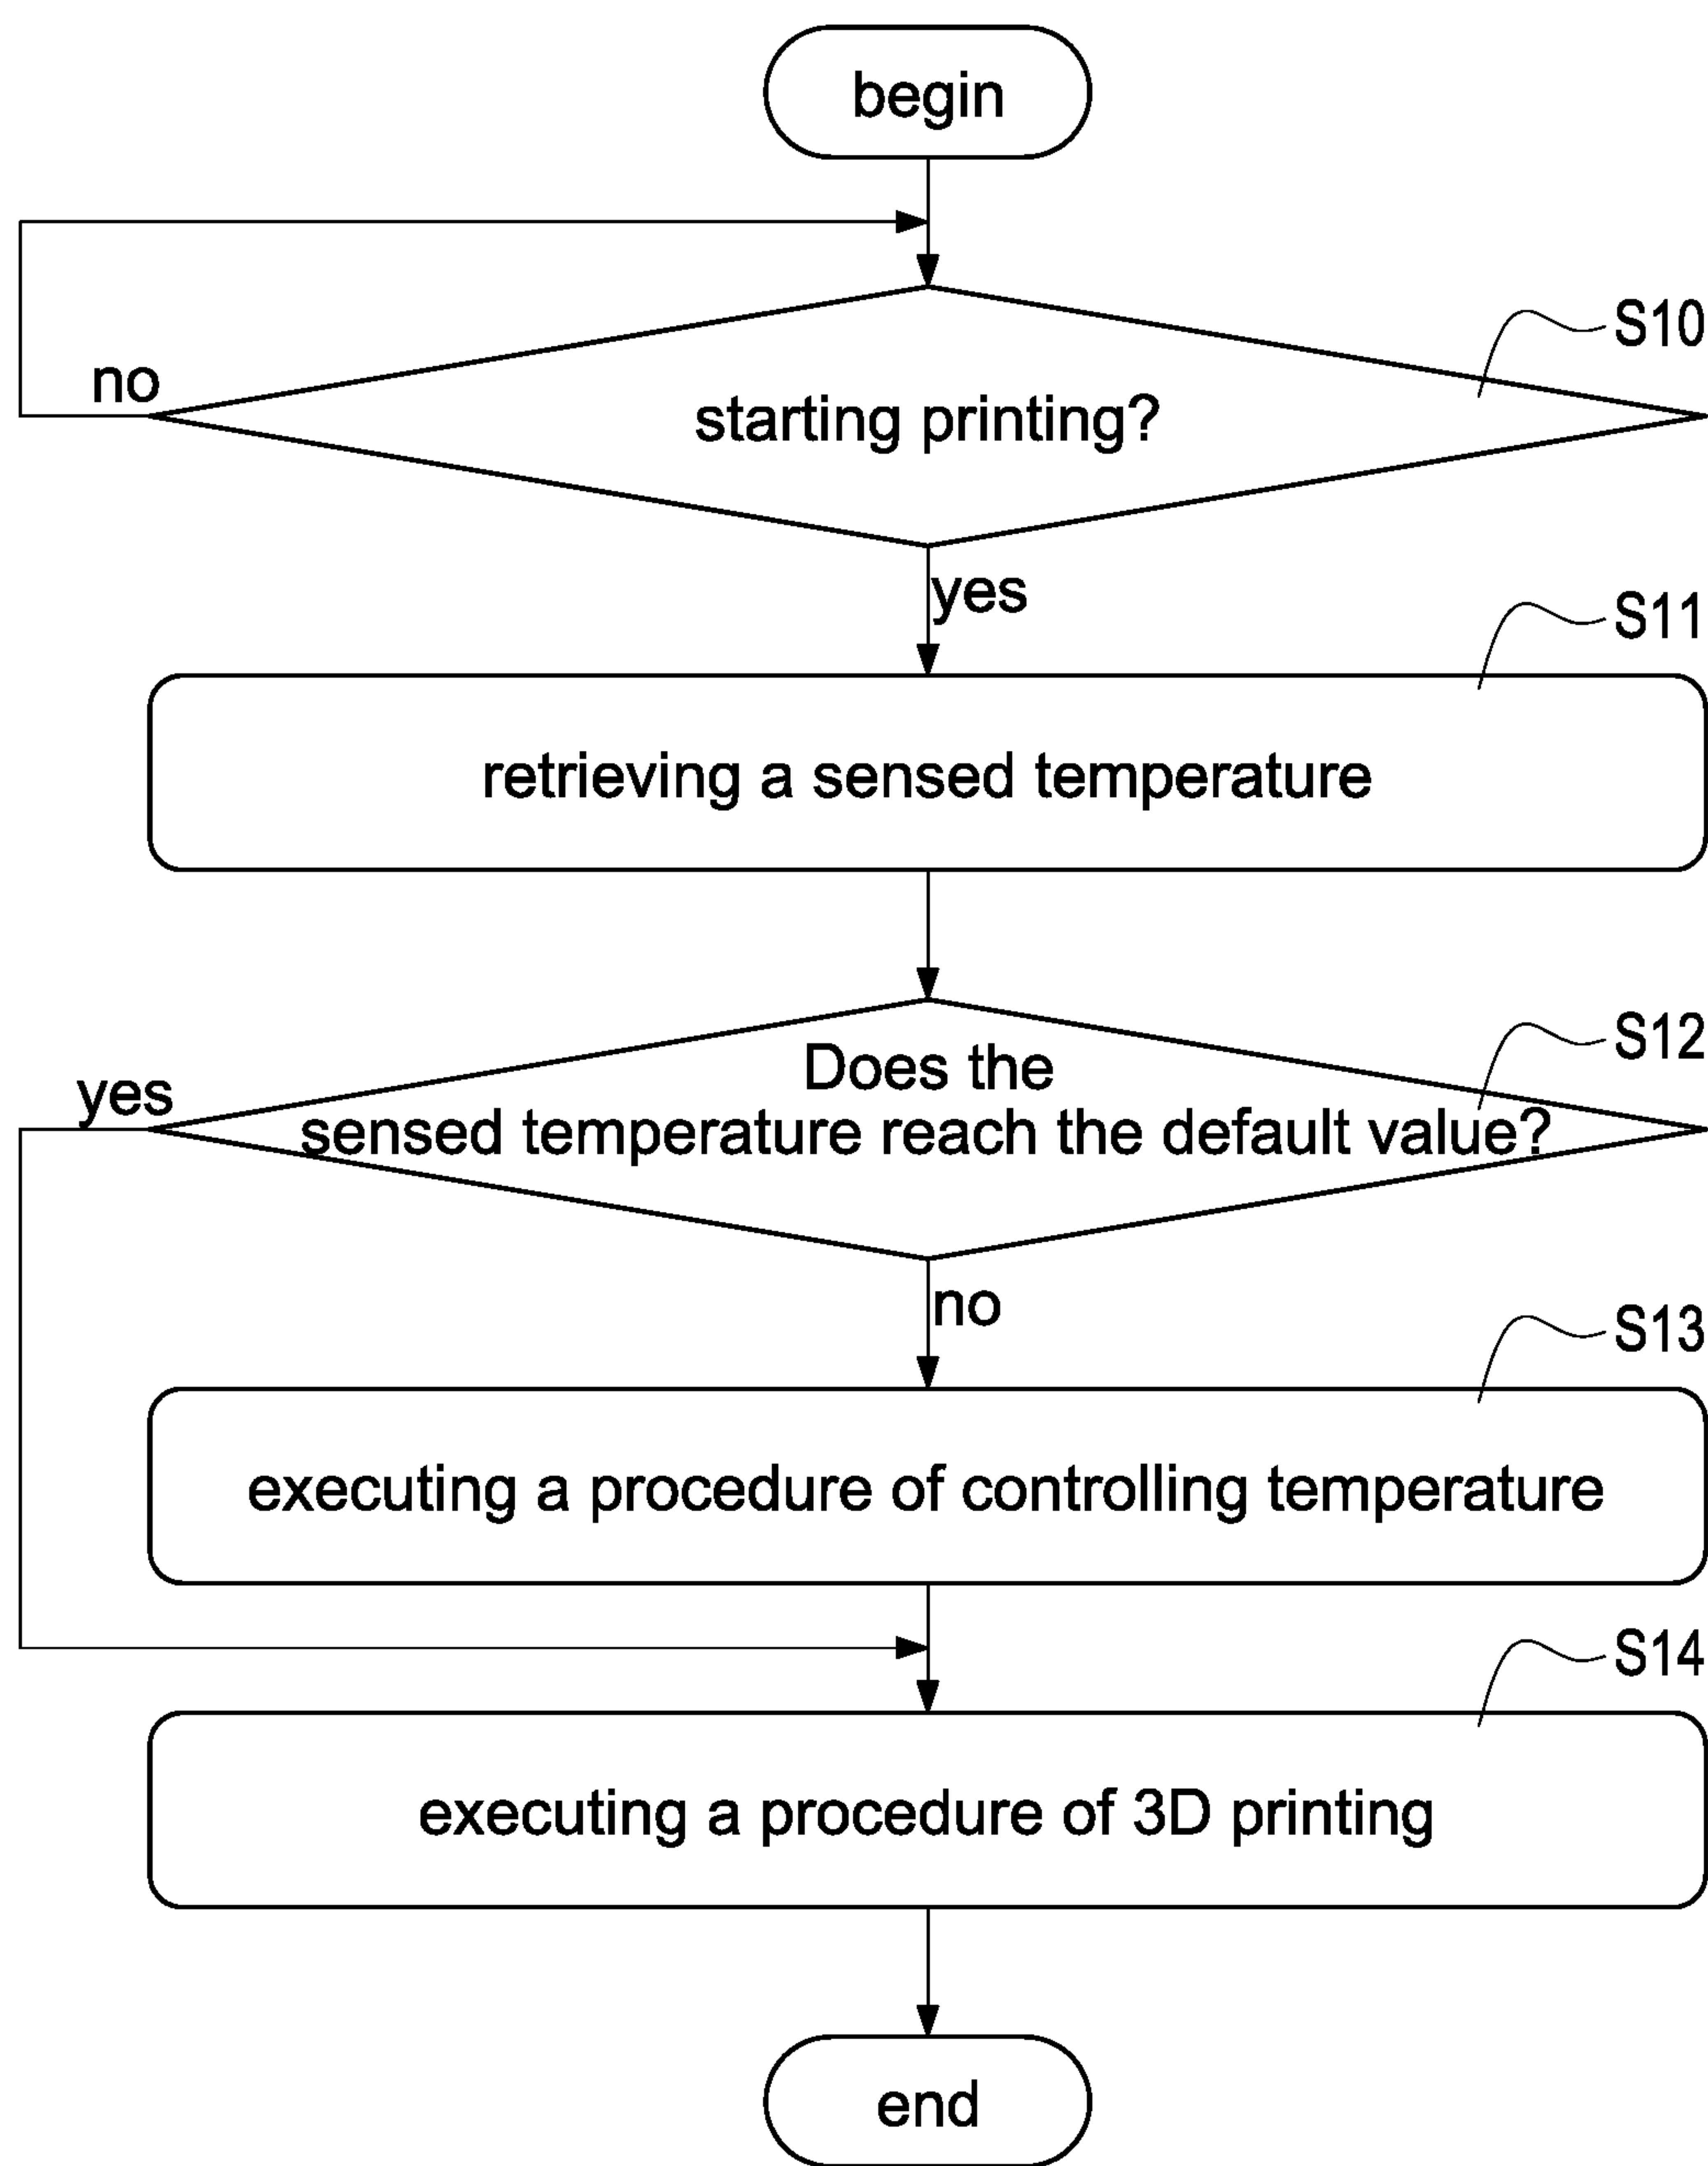 begin
S10
no
starting printing?
yes
S11
retrieving a sensed temperature
S12
Does the
yes
sensed temperature reach the default value?
no
S13
executing a procedure of controlling temperature
S14
executing a procedure of 3D printing
end